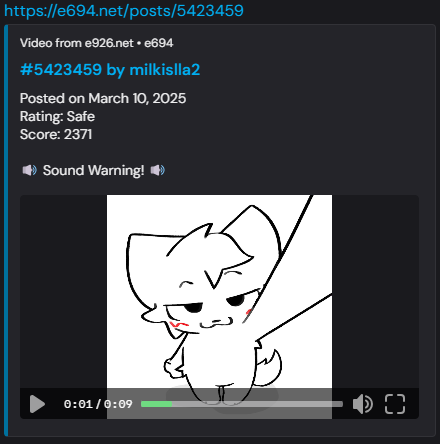 https://e694.net/posts/5423459
Video from e926.net • e694
#5423459 by milkislla2
Posted on March 10, 2025
Rating: Safe
Score: 2371
🔊 Sound Warning! 🔊
0:01 / 0:09